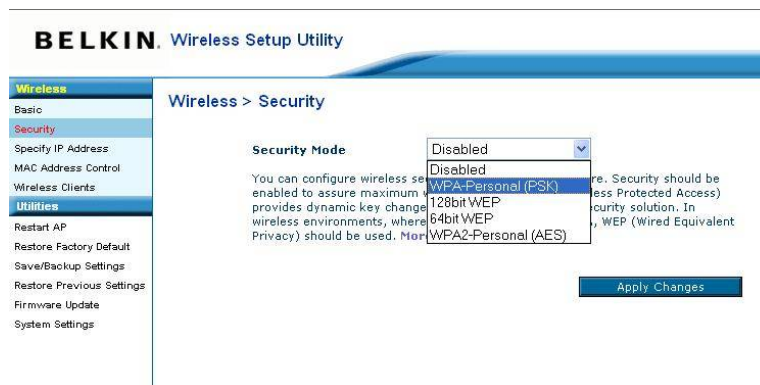 BELKIN. Wireless Setup Utility
Wireless
Basic
Security
Specify IP Address
MAC Address Control
Wireless Clients
Utilities
Restart AP
Restore Factory Default
Save/Backup Settings
Restore Previous Settings
Firmware Update
System Settings
Wireless > Security
Security Mode
Disabled
Disabled
WPA-Personal (PSK)
128bit WEP
64bit WEP
WPA2-Personal (AES)
You can configure wireless re. Security should be
enabled to assure maximum Protected Access)
provides dynamic key change security solution. In
wireless environments, where , WEP (Wired Equivalent
Privacy) should be used.
Apply Changes